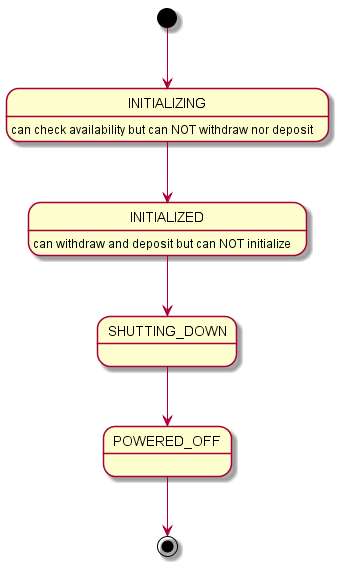 INITIALIZING
can check availability but can NOT withdraw nor deposit
INITIALIZED
can withdraw and deposit but can NOT initialize
SHUTTING_DOWN
POWERED_OFF